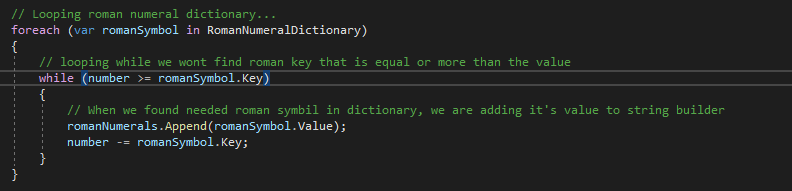 // Looping roman numeral dictionary...
foreach (var romanSymbol in RomanNumeralDictionary)
{
// looping while we wont find roman key that is equal or more than the value
while (number >= romanSymbol.Key)
{
// When we found needed roman symbil in dictionary, we are adding it's value to string builder
romanNumerals.Append(romanSymbol.Value);
number -= romanSymbol.Key;
}
}